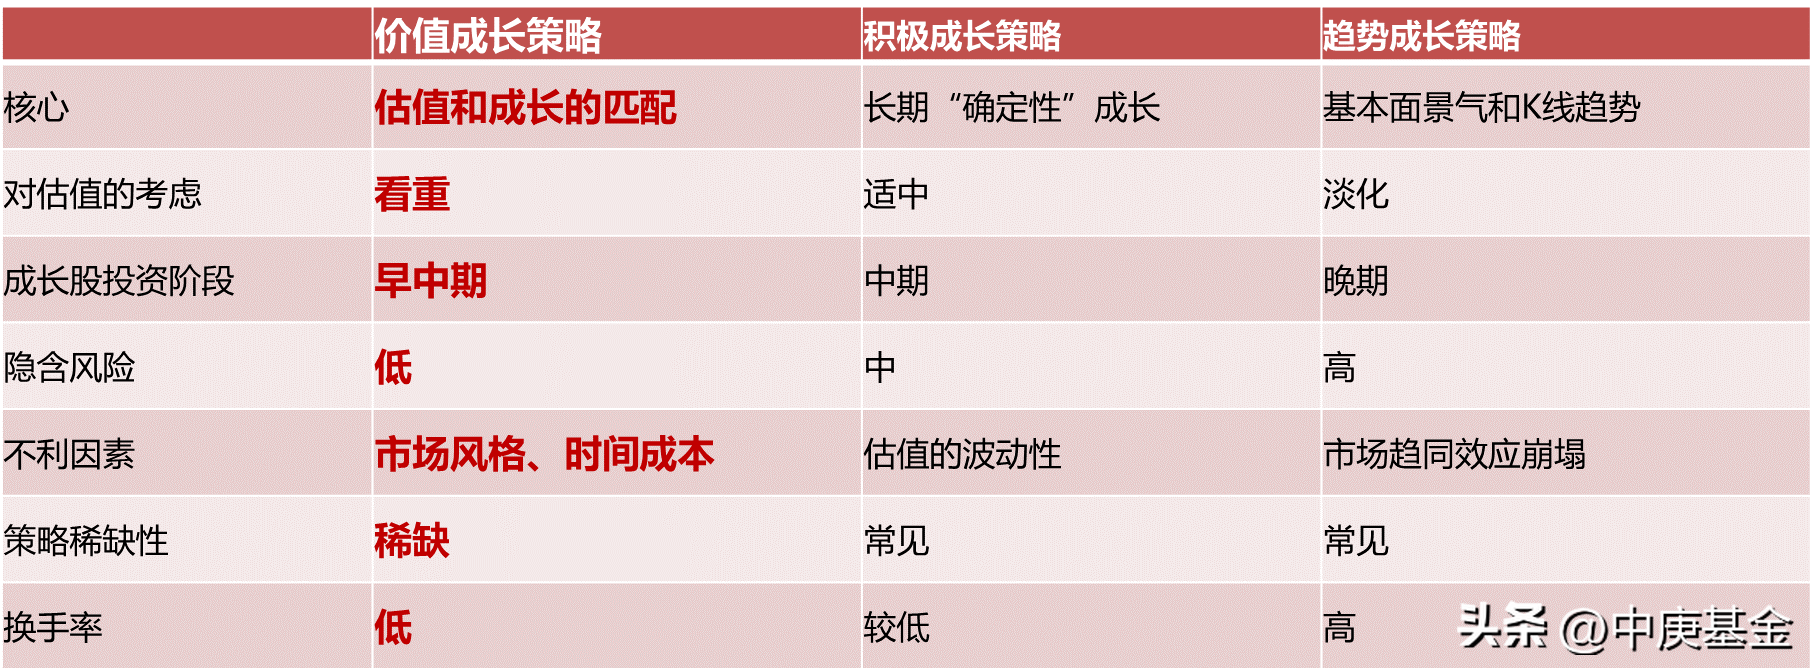 价值成长策略 积极成长策略 趋势成长策略
核心 估值和成长的匹配 长期“确定性”成长 基本面景气和K线趋势
对估值的考虑 看重 适中 淡化
成长股投资阶段 早中期 中期 晚期
隐含风险 低 中 高
不利因素 市场风格、时间成本 估值的波动性 市场趋同效应崩塌
策略稀缺性 稀缺 常见 常见
换手率 低 较低 高
头条 @中庚基金